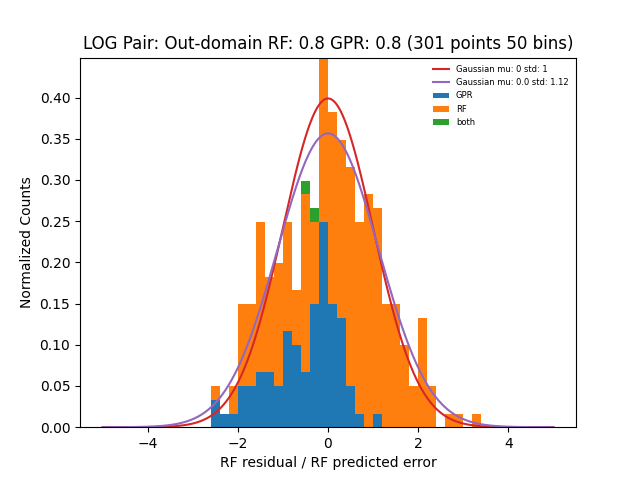 LOG Pair: Out-domain RF: 0.8 GPR: 0.8 (301 points 50 bins)
Gaussian mu: 0 std: 1
Gaussian mu: 0.0 std: 1.12
GPR
RF
both
Normalized Counts
0.40
0.35
0.30
0.25
0.20
0.15
0.10
0.05
0.00
−4 −2 0 2 4
RF residual / RF predicted error